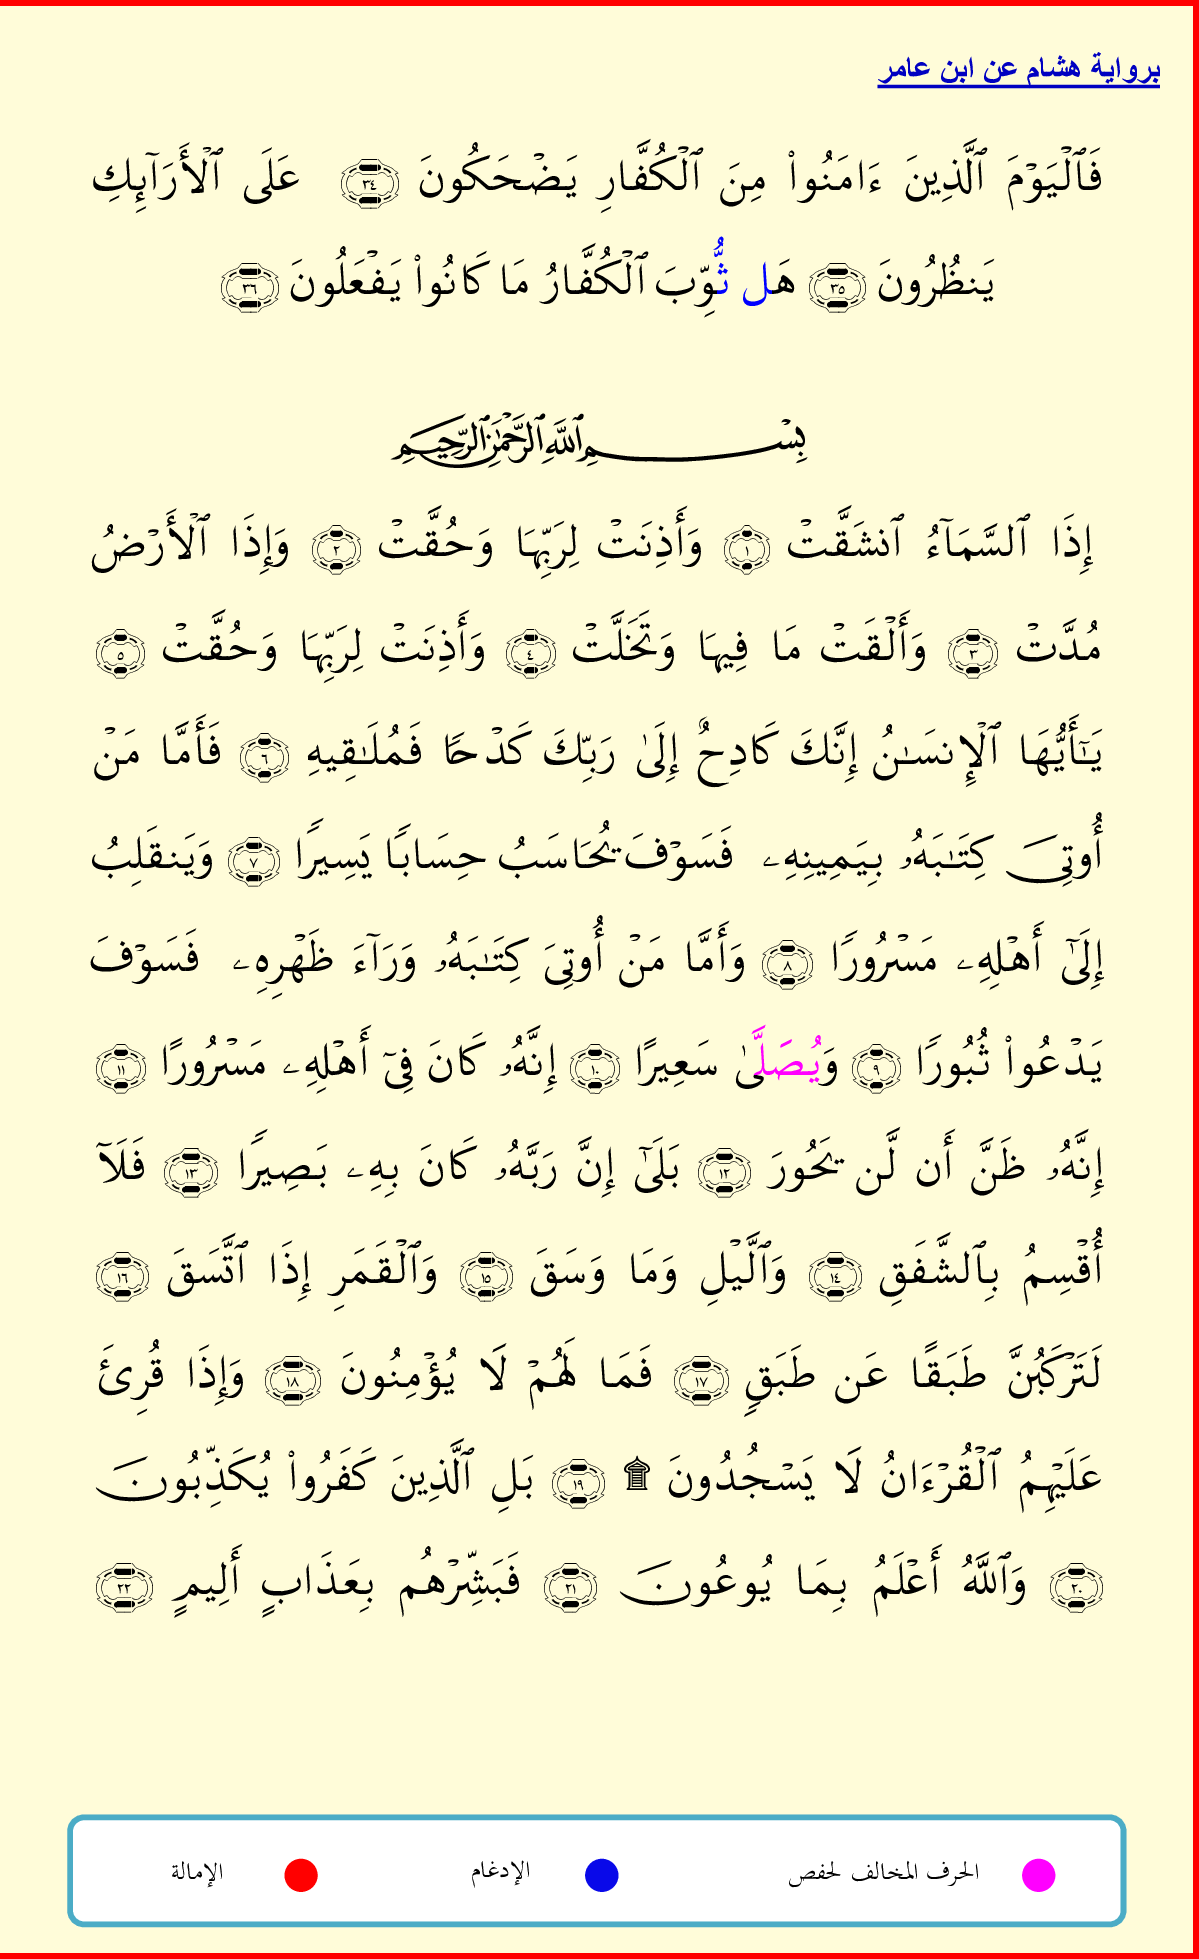 برواية هشام عن ابن عامر
فَٱلۡيَوۡمَ ٱلَّذِينَ ءَامَنُواْ مِنَ ٱلۡكُفَّارِ يَضۡحَكُونَ ٣٤ عَلَى ٱلۡأَرَآئِكِ
يَنظُرُونَ ٣٥ هَل ثُّوِّبَ ٱلۡكُفَّارُ مَا كَانُواْ يَفۡعَلُونَ ٣٦
بِسۡمِ ٱللَّهِ ٱلرَّحۡمَٰنِ ٱلرَّحِيمِ
إِذَا ٱلسَّمَآءُ ٱنشَقَّتۡ ١ وَأَذِنَتۡ لِرَبِّهَا وَحُقَّتۡ ٢ وَإِذَا ٱلۡأَرۡضُ
مُدَّتۡ ٣ وَأَلۡقَتۡ مَا فِيهَا وَتَخَلَّتۡ ٤ وَأَذِنَتۡ لِرَبِّهَا وَحُقَّتۡ ٥
يَٰٓأَيُّهَا ٱلۡإِنسَٰنُ إِنَّكَ كَادِحٌ إِلَىٰ رَبِّكَ كَدۡحٗا فَمُلَٰقِيهِ ٦ فَأَمَّا مَنۡ
أُوتِيَ كِتَٰبَهُۥ بِيَمِينِهِۦ فَسَوۡفَ يُحَاسَبُ حِسَابٗا يَسِيرٗا ٧ وَيَنقَلِبُ
إِلَىٰٓ أَهۡلِهِۦ مَسۡرُورٗا ٨ وَأَمَّا مَنۡ أُوتِيَ كِتَٰبَهُۥ وَرَآءَ ظَهۡرِهِۦ فَسَوۡفَ
يَدۡعُواْ ثُبُورٗا ٩ وَيُصَلَّىٰ سَعِيرًا ١٠ إِنَّهُۥ كَانَ فِيٓ أَهۡلِهِۦ مَسۡرُورًا ١١
إِنَّهُۥ ظَنَّ أَن لَّن يَحُورَ ١٢ بَلَىٰٓ إِنَّ رَبَّهُۥ كَانَ بِهِۦ بَصِيرٗا ١٣ فَلَآ
أُقۡسِمُ بِٱلشَّفَقِ ١٤ وَٱلَّيۡلِ وَمَا وَسَقَ ١٥ وَٱلۡقَمَرِ إِذَا ٱتَّسَقَ ١٦
لَتَرۡكَبُنَّ طَبَقًا عَن طَبَقٖ ١٧ فَمَا لَهُمۡ لَا يُؤۡمِنُونَ ١٨ وَإِذَا قُرِئَ
عَلَيۡهِمُ ٱلۡقُرۡءَانُ لَا يَسۡجُدُونَ ۩ ١٩ بَلِ ٱلَّذِينَ كَفَرُواْ يُكَذِّبُونَ
٢٠ وَٱللَّهُ أَعۡلَمُ بِمَا يُوعُونَ ٢١ فَبَشِّرۡهُم بِعَذَابٍ أَلِيمٍ ٢٢
الحرف المخالف لحفص الإدغام الإمالة